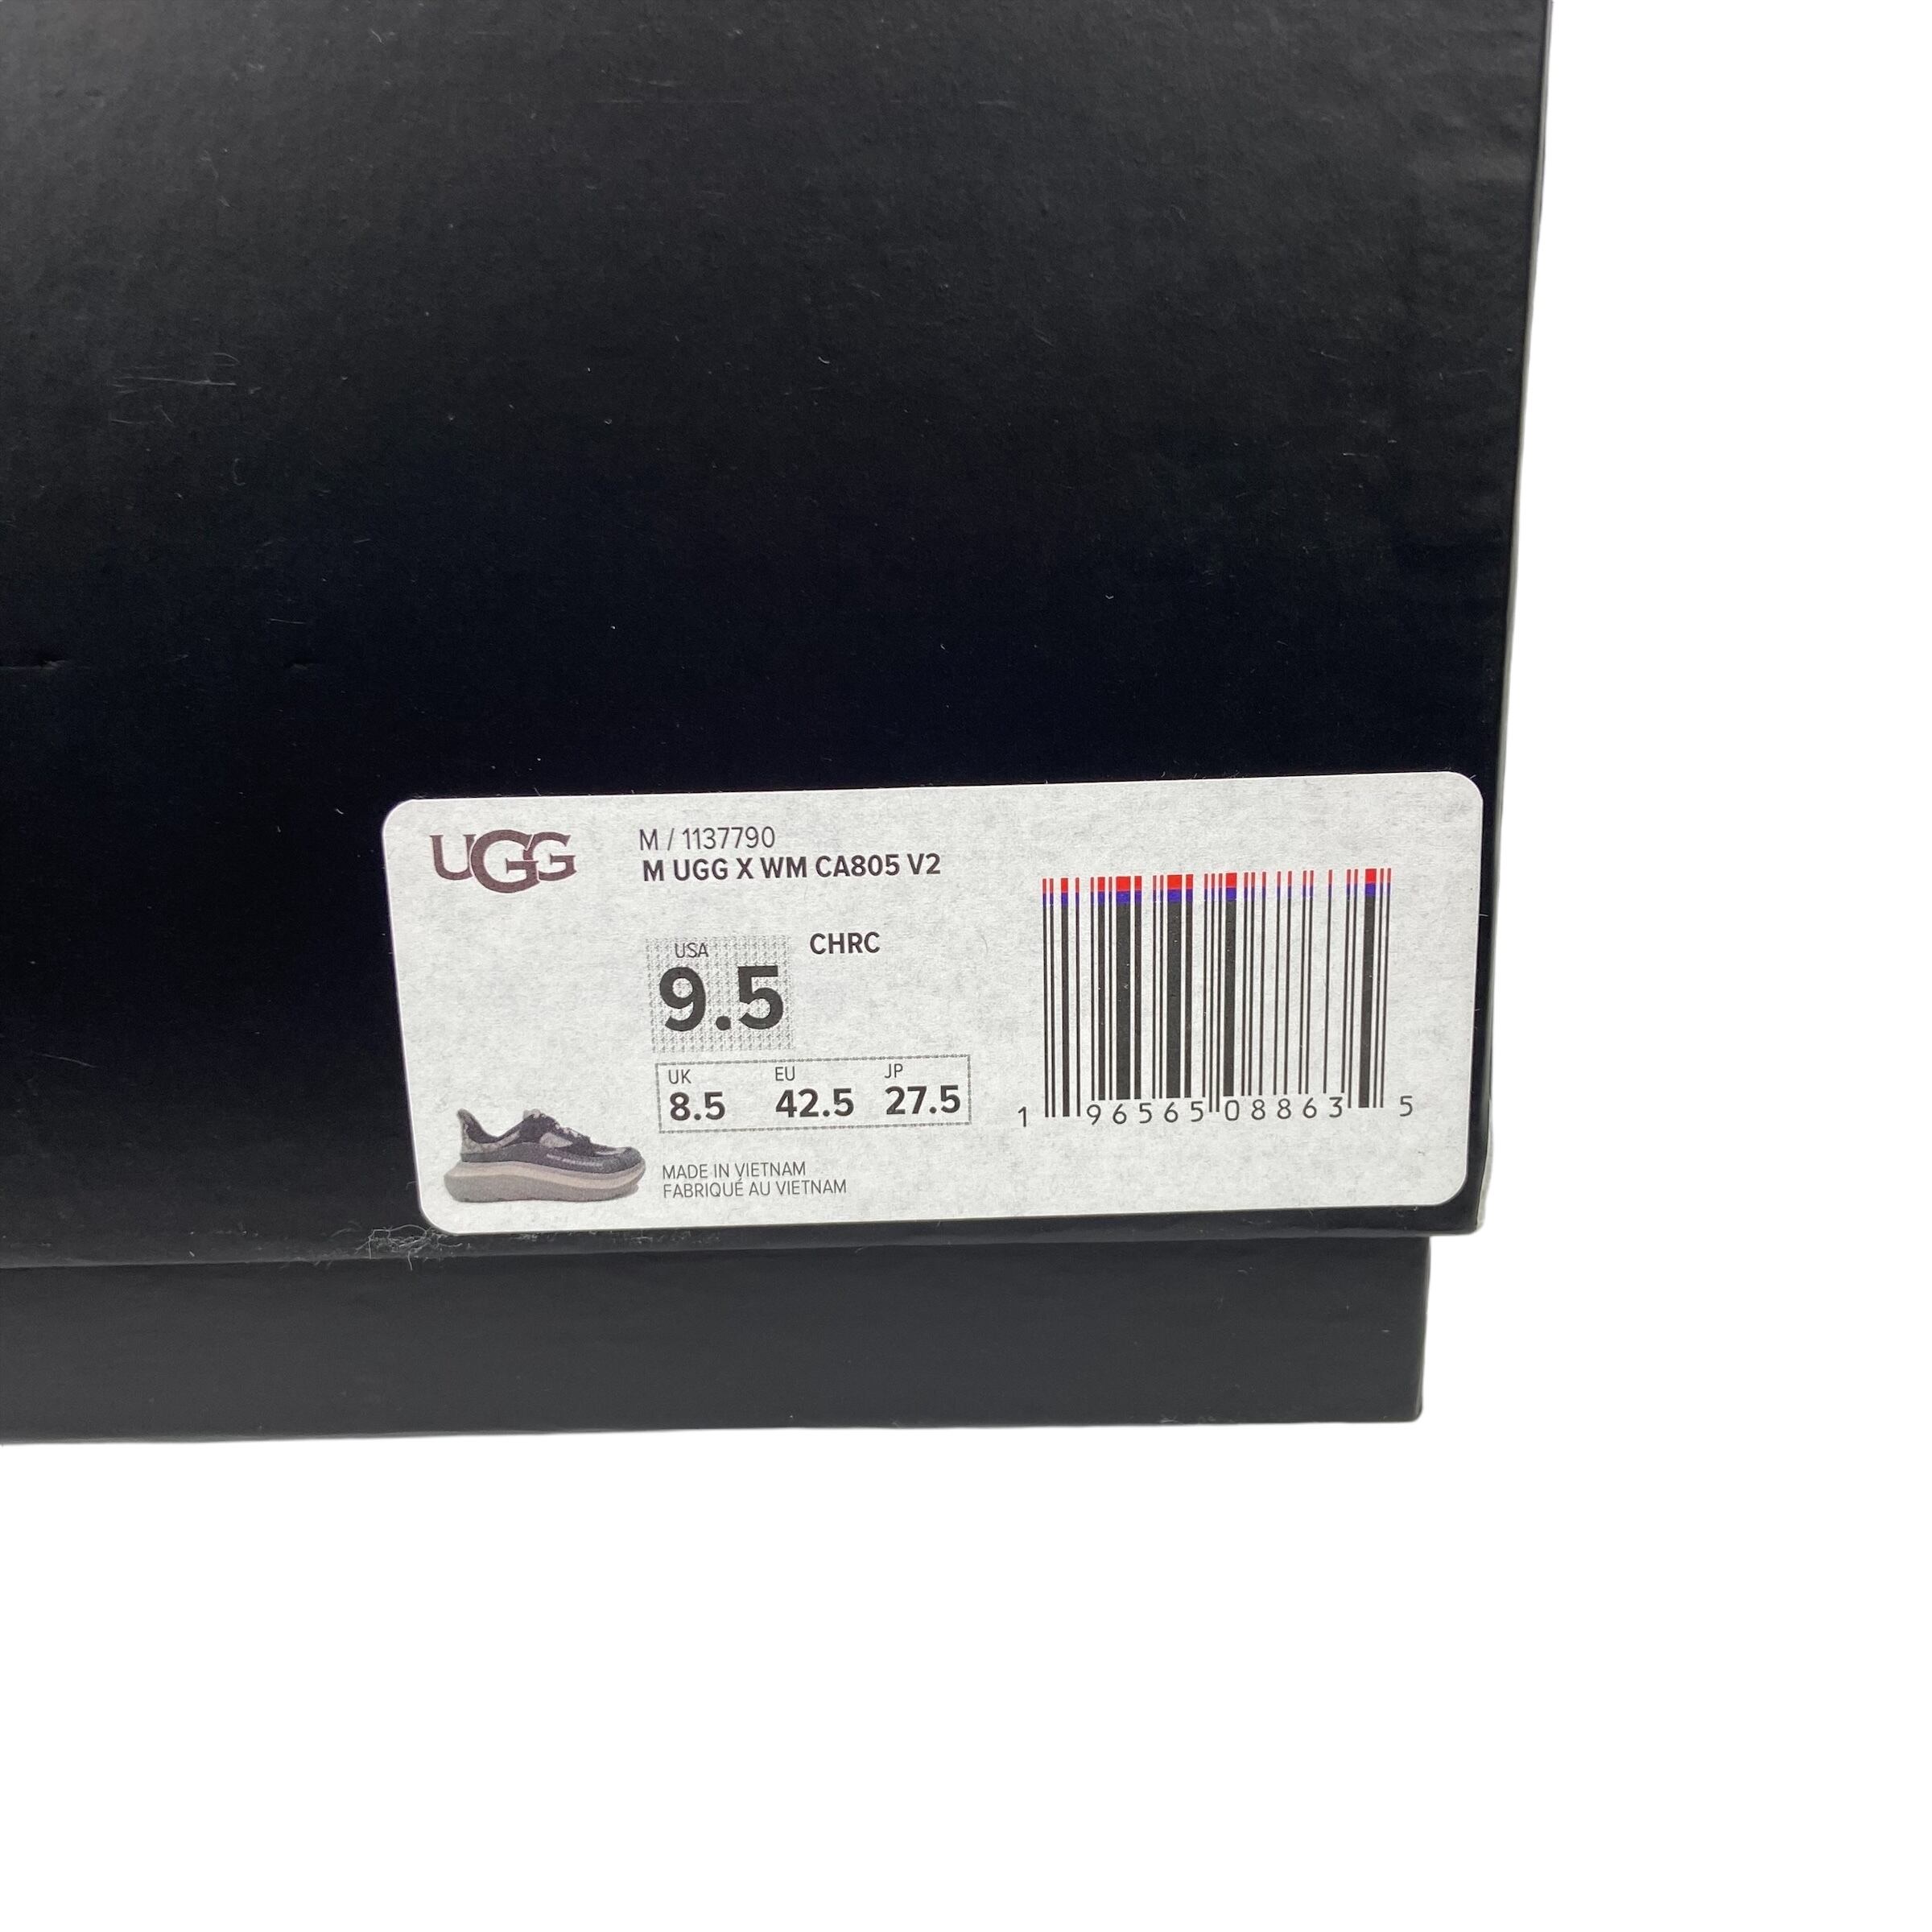 UGG
M / 1137790
M UGG X WM CA805 V2
USA
9.5
CHRC
UK EU JP
8.5 42.5 27.5
1 96565 08863 5
MADE IN VIETNAM
FABRIQUÉ AU VIETNAM